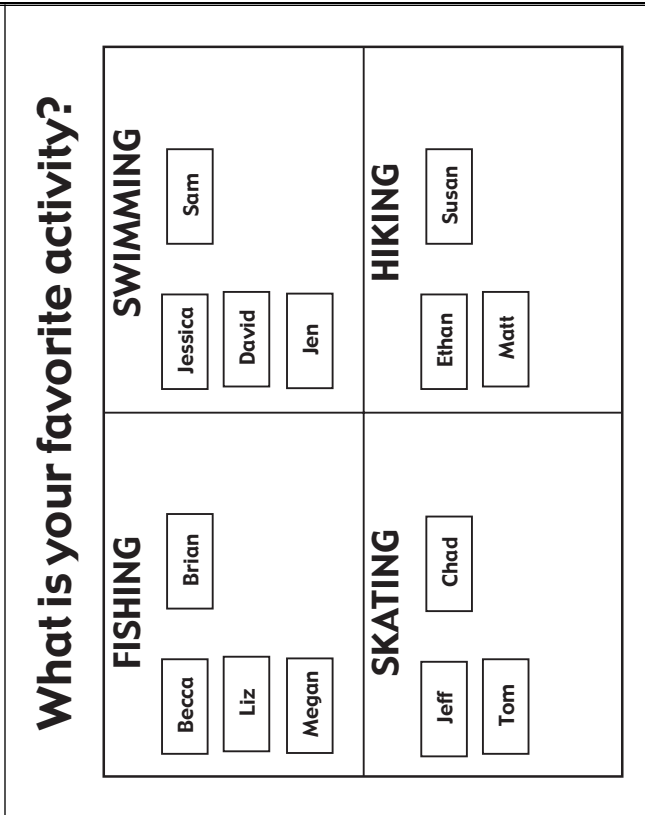 What is your favorite activity?
FISHING
Becca
Brian
Liz
Megan
SWIMMING
Jessica
Sam
David
Jen
SKATING
Jeff
Chad
Tom
HIKING
Ethan
Susan
Matt